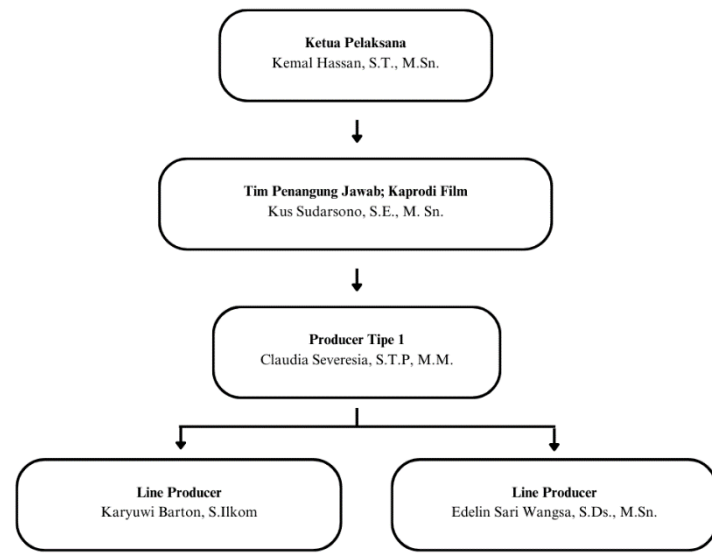 Ketua Pelaksana
Kemal Hassan, S.T., M.Sn.
Tim Penangung Jawab; Kaprodi Film
Kus Sudarsono, S.E., M. Sn.
Producer Tipe 1
Claudia Severesia, S.T.P, M.M.
Line Producer
Karyuwi Barton, S.Ilkom
Line Producer
Edelin Sari Wangsa, S.Ds., M.Sn.